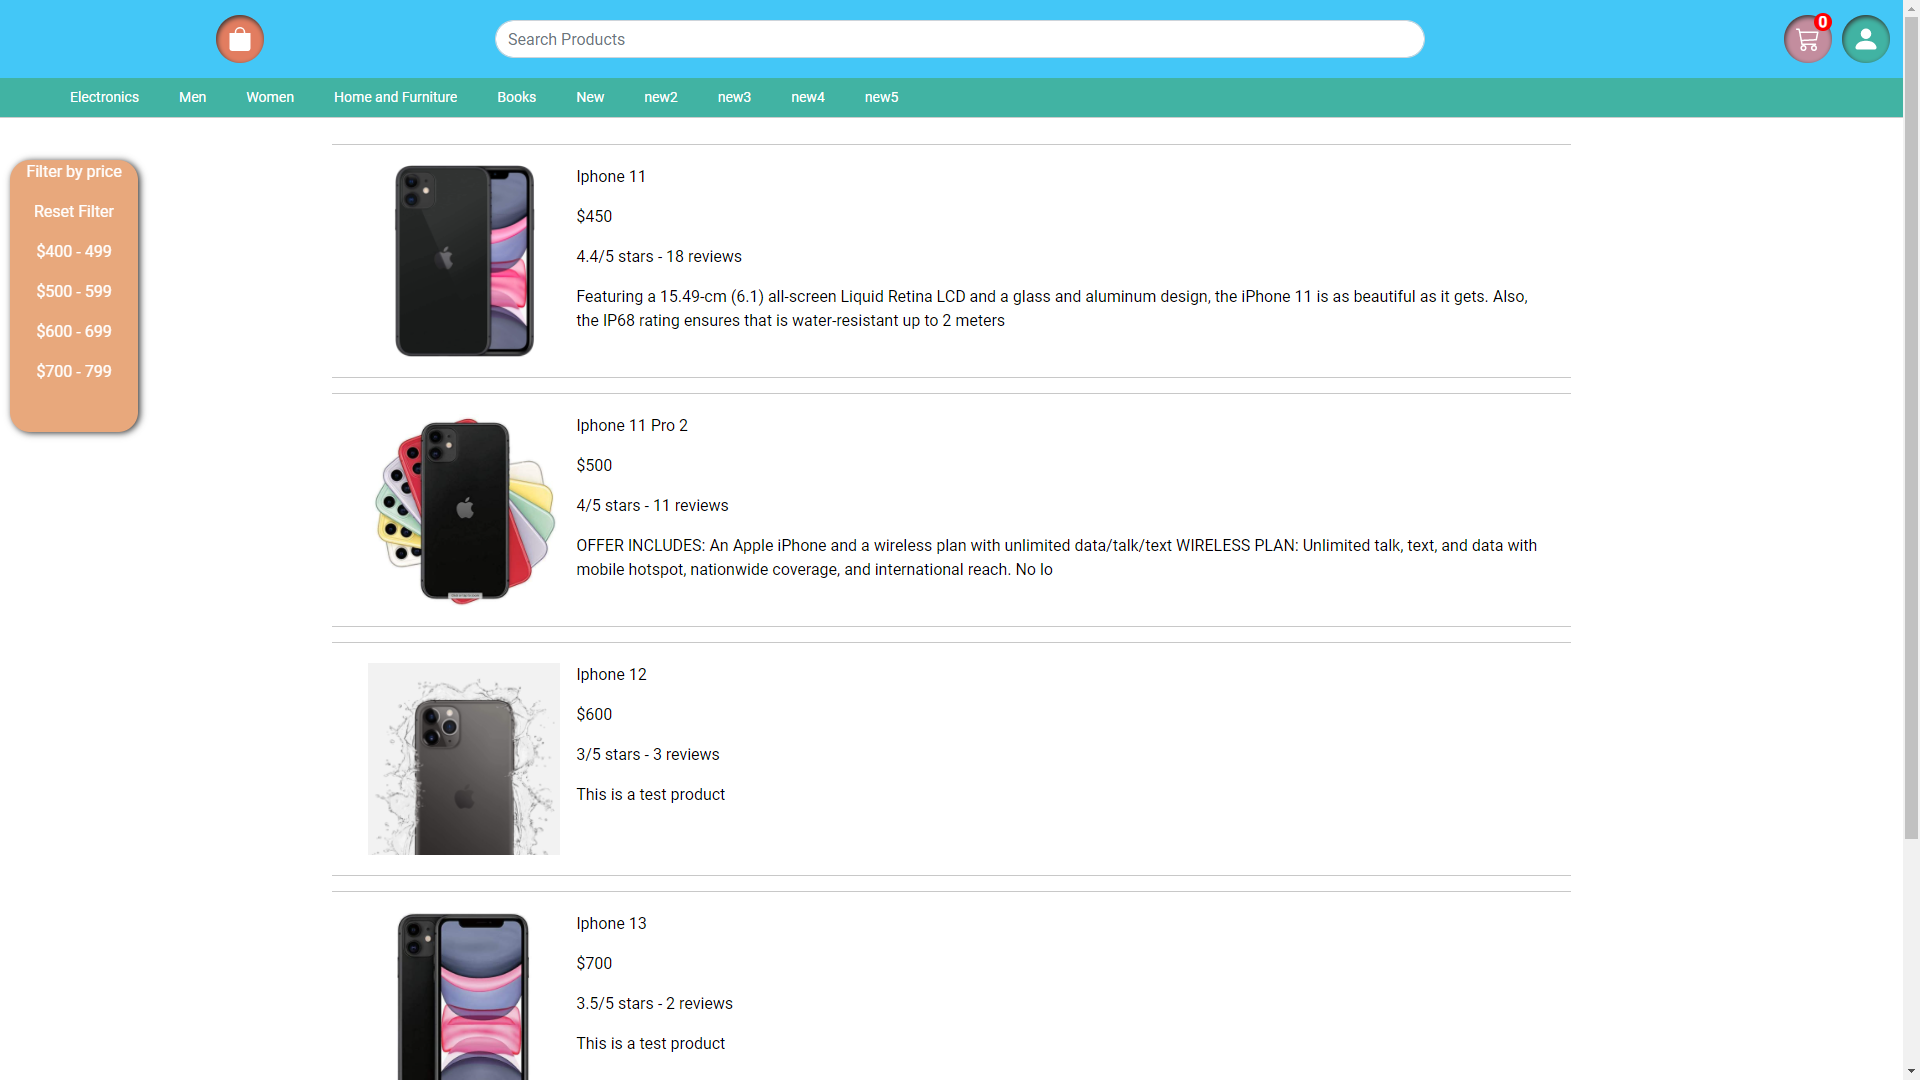 Search Products
0
Electronics
Men
Women
Home and Furniture
Books
New
new2
new3
new4
new5
Filter by price
Reset Filter
$400 - 499
$500 - 599
$600 - 699
$700 - 799
Iphone 11
$450
4.4/5 stars - 18 reviews
Featuring a 15.49-cm (6.1) all-screen Liquid Retina LCD and a glass and aluminum design, the iPhone 11 is as beautiful as it gets. Also,
the IP68 rating ensures that is water-resistant up to 2 meters
Iphone 11 Pro 2
$500
4/5 stars - 11 reviews
OFFER INCLUDES: An Apple iPhone and a wireless plan with unlimited data/talk/text WIRELESS PLAN: Unlimited talk, text, and data with
mobile hotspot, nationwide coverage, and international reach. No lo
Iphone 12
$600
3/5 stars - 3 reviews
This is a test product
Iphone 13
$700
3.5/5 stars - 2 reviews
This is a test product